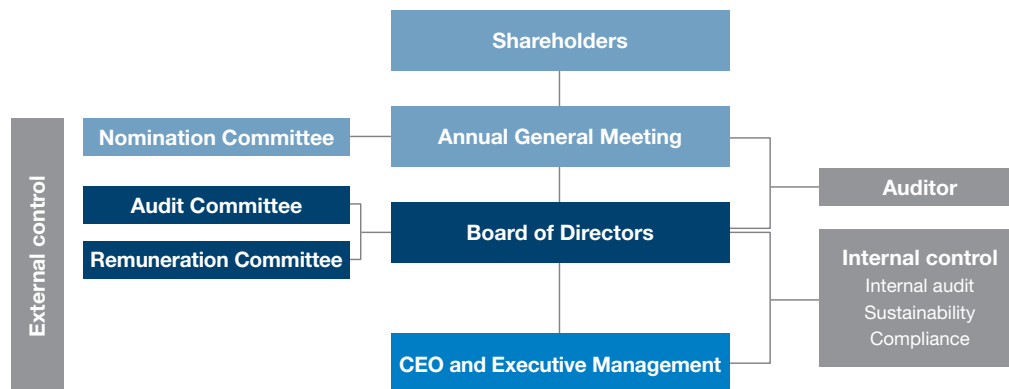 Shareholders
Nomination Committee
Annual General Meeting
External control
Audit Committee
Auditor
Board of Directors
Remuneration Committee
Internal control
Internal audit
Sustainability
Compliance
CEO and Executive Management